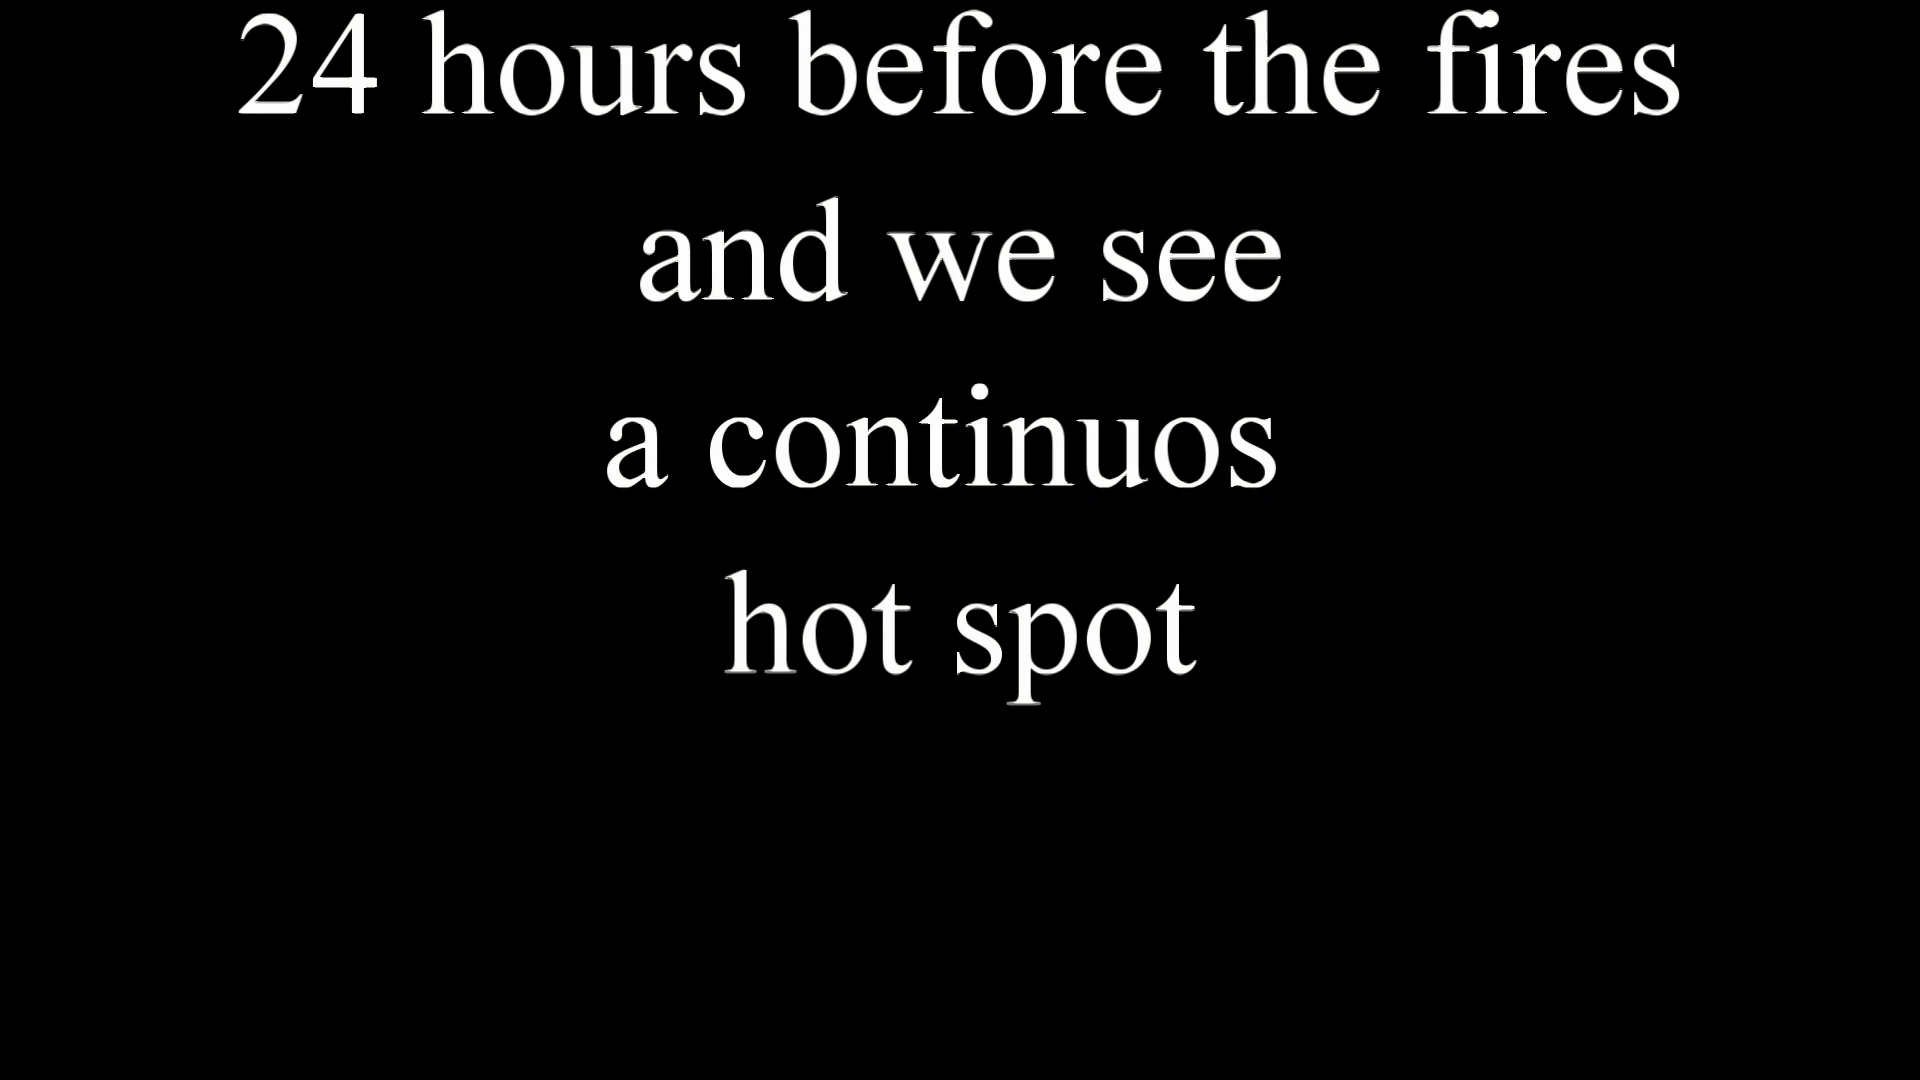 24 hours before the fires
and we see
a continuos
hot spot